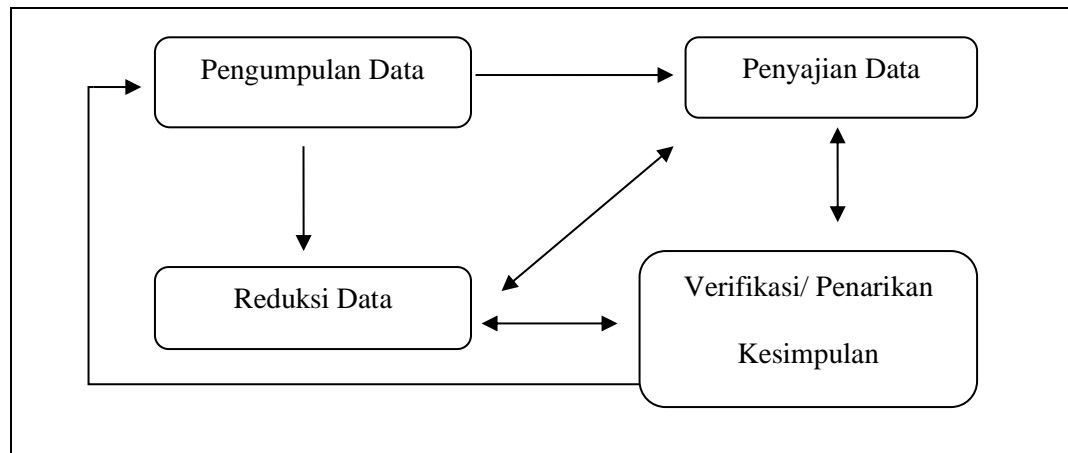 Pengumpulan Data
Penyajian Data
Reduksi Data
Verifikasi/ Penarikan
Kesimpulan